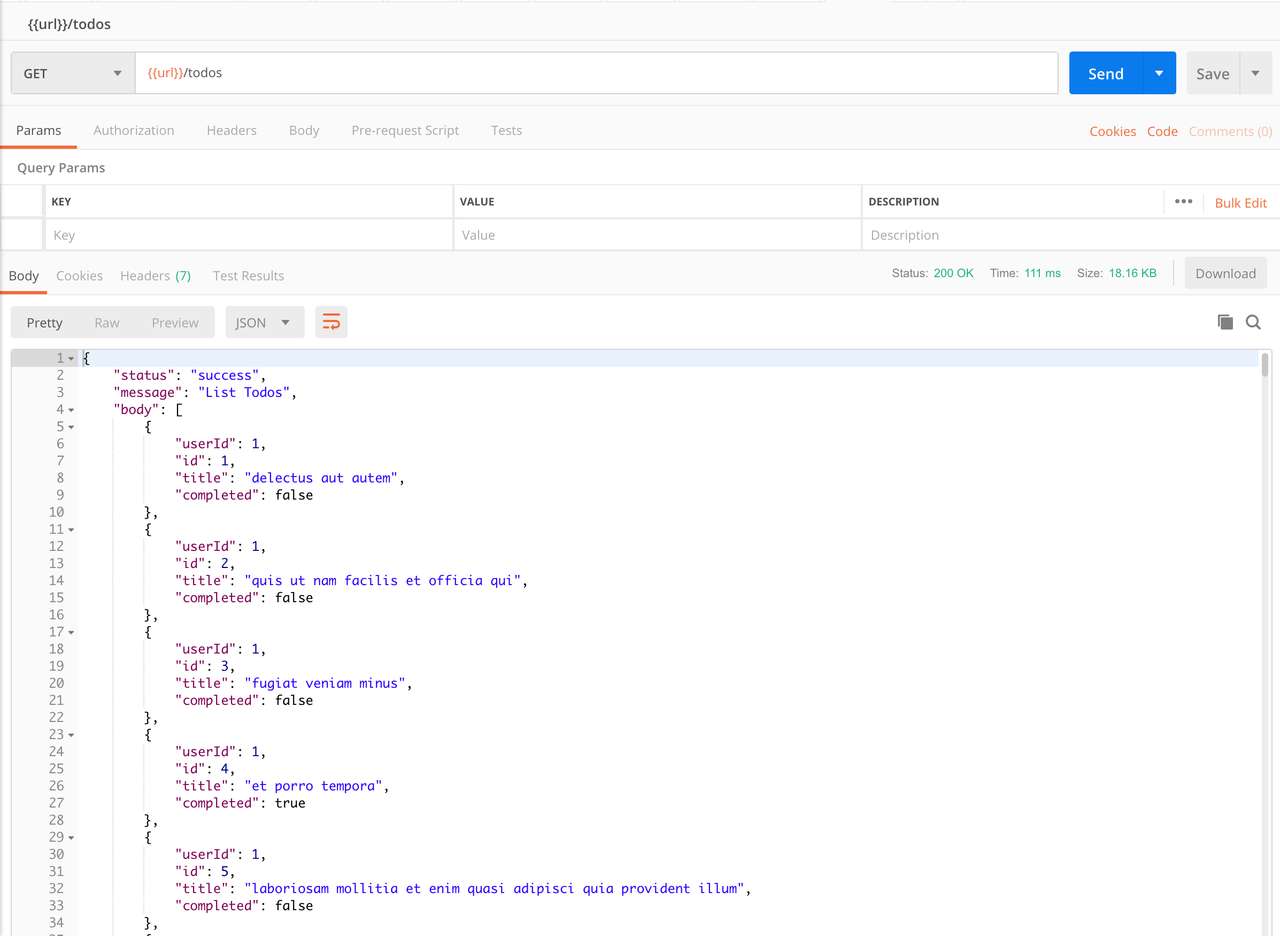 {{url}}/todos
GET {{url}}/todos Send Save
Params Authorization Headers Body Pre-request Script Tests Cookies Code Comments (0)
Query Params
KEY VALUE DESCRIPTION ••• Bulk Edit
Key Value Description
Body Cookies Headers (7) Test Results Status: 200 OK Time: 111 ms Size: 18.16 KB Download
Pretty Raw Preview JSON
1 {
2 "status": "success",
3 "message": "List Todos",
4 "body": [
5 {
6 "userId": 1,
7 "id": 1,
8 "title": "delectus aut autem",
9 "completed": false
10 },
11 {
12 "userId": 1,
13 "id": 2,
14 "title": "quis ut nam facilis et officia qui",
15 "completed": false
16 },
17 {
18 "userId": 1,
19 "id": 3,
20 "title": "fugiat veniam minus",
21 "completed": false
22 },
23 {
24 "userId": 1,
25 "id": 4,
26 "title": "et porro tempora",
27 "completed": true
28 },
29 {
30 "userId": 1,
31 "id": 5,
32 "title": "laboriosam mollitia et enim quasi adipisci quia provident illum",
33 "completed": false
34 },